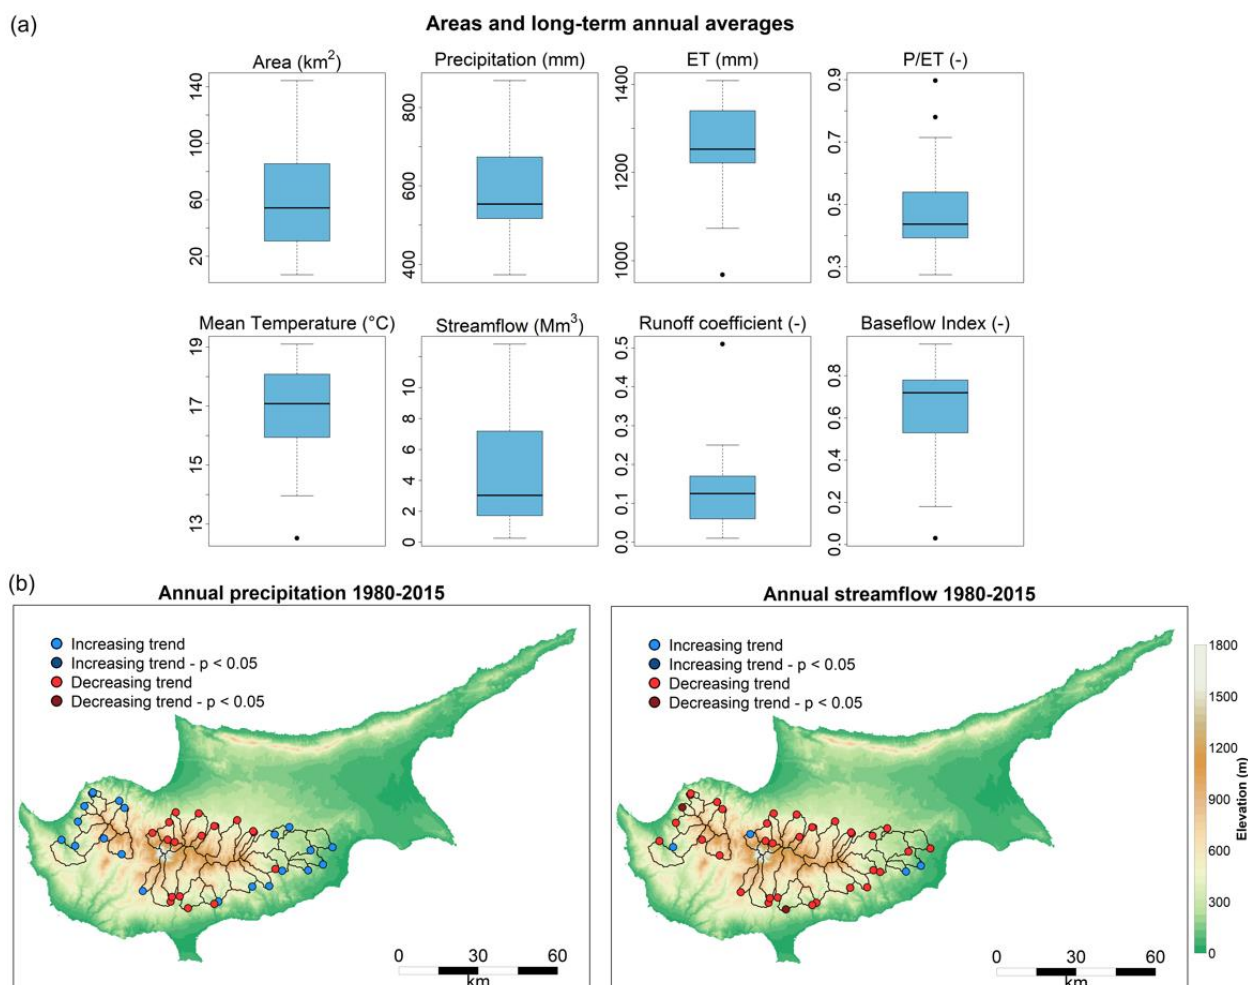 (a)
Areas and long-term annual averages
Area (km²)
Precipitation (mm)
ET (mm)
P/ET (-)
140
100
60
20
800
600
400
1400
1200
1000
0.9
0.7
0.5
0.3
Mean Temperature (°C)
Streamflow (Mm³)
Runoff coefficient (-)
Baseflow Index (-)
19
17
15
13
10
8
6
4
2
0
0.5
0.4
0.3
0.2
0.1
0.0
0.8
0.6
0.4
0.2
0.0
(b)
Annual precipitation 1980-2015
Increasing trend
Increasing trend - p < 0.05
Decreasing trend
Decreasing trend - p < 0.05
0 30 60
km
Annual streamflow 1980-2015
Increasing trend
Increasing trend - p < 0.05
Decreasing trend
Decreasing trend - p < 0.05
0 30 60
km
1800
1500
1200
900
600
300
0
Elevation (m)